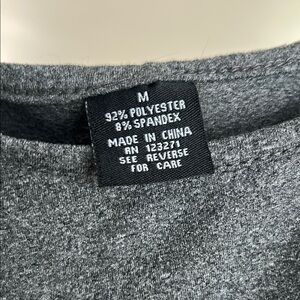 M
92% POLYESTER
8% SPANDEX
MADE IN CHINA
RN 123271
SEE REVERSE
FOR CARE